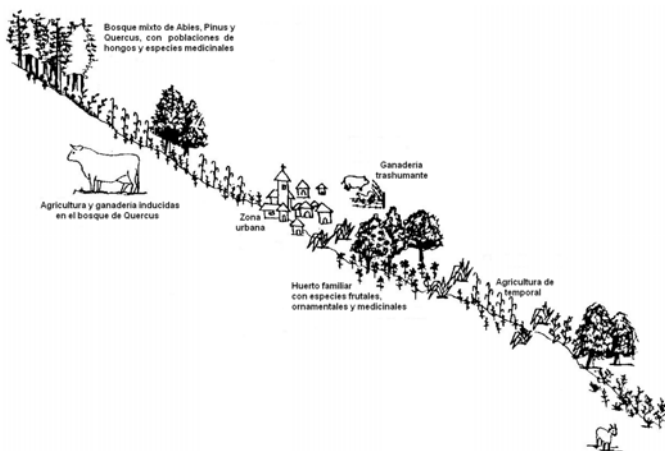 Bosque mixto de Abies, Pinus y
Quercus, con poblaciones de
hongos y especies medicinales
Agricultura y ganadería inducidas
en el bosque de Quercus
Zona
urbana
Ganadería
trashumante
Huerto familiar
con especies frutales,
ornamentales y medicinales
Agricultura de
temporal